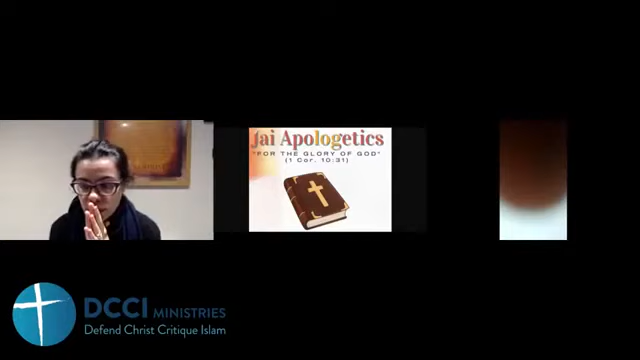 Jai Apologetics
"FOR THE GLORY OF GOD"
(1 Cor. 10:31)
DCCI MINISTRIES
Defend Christ Critique Islam